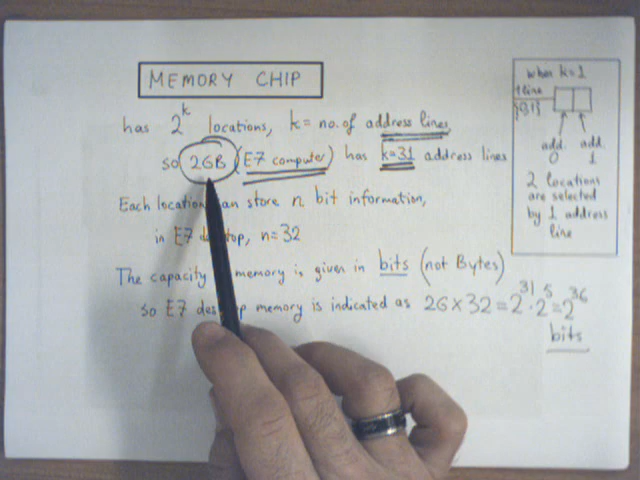 MEMORY CHIP
has 2^k locations, k = no. of address lines,
so 2GB (E7 computer) has k=31 address lines
Each location can store n bit information,
in E7 desktop, n=32
The capacity memory is given in bits (not Bytes)
so E7 desktop memory is indicated as 2G x 32 = 2^31 . 2^5 = 2^36
bits
when k=1
1 line
{0,1}
add. add.
0 1
2 locations
are selected
by 1 address
line